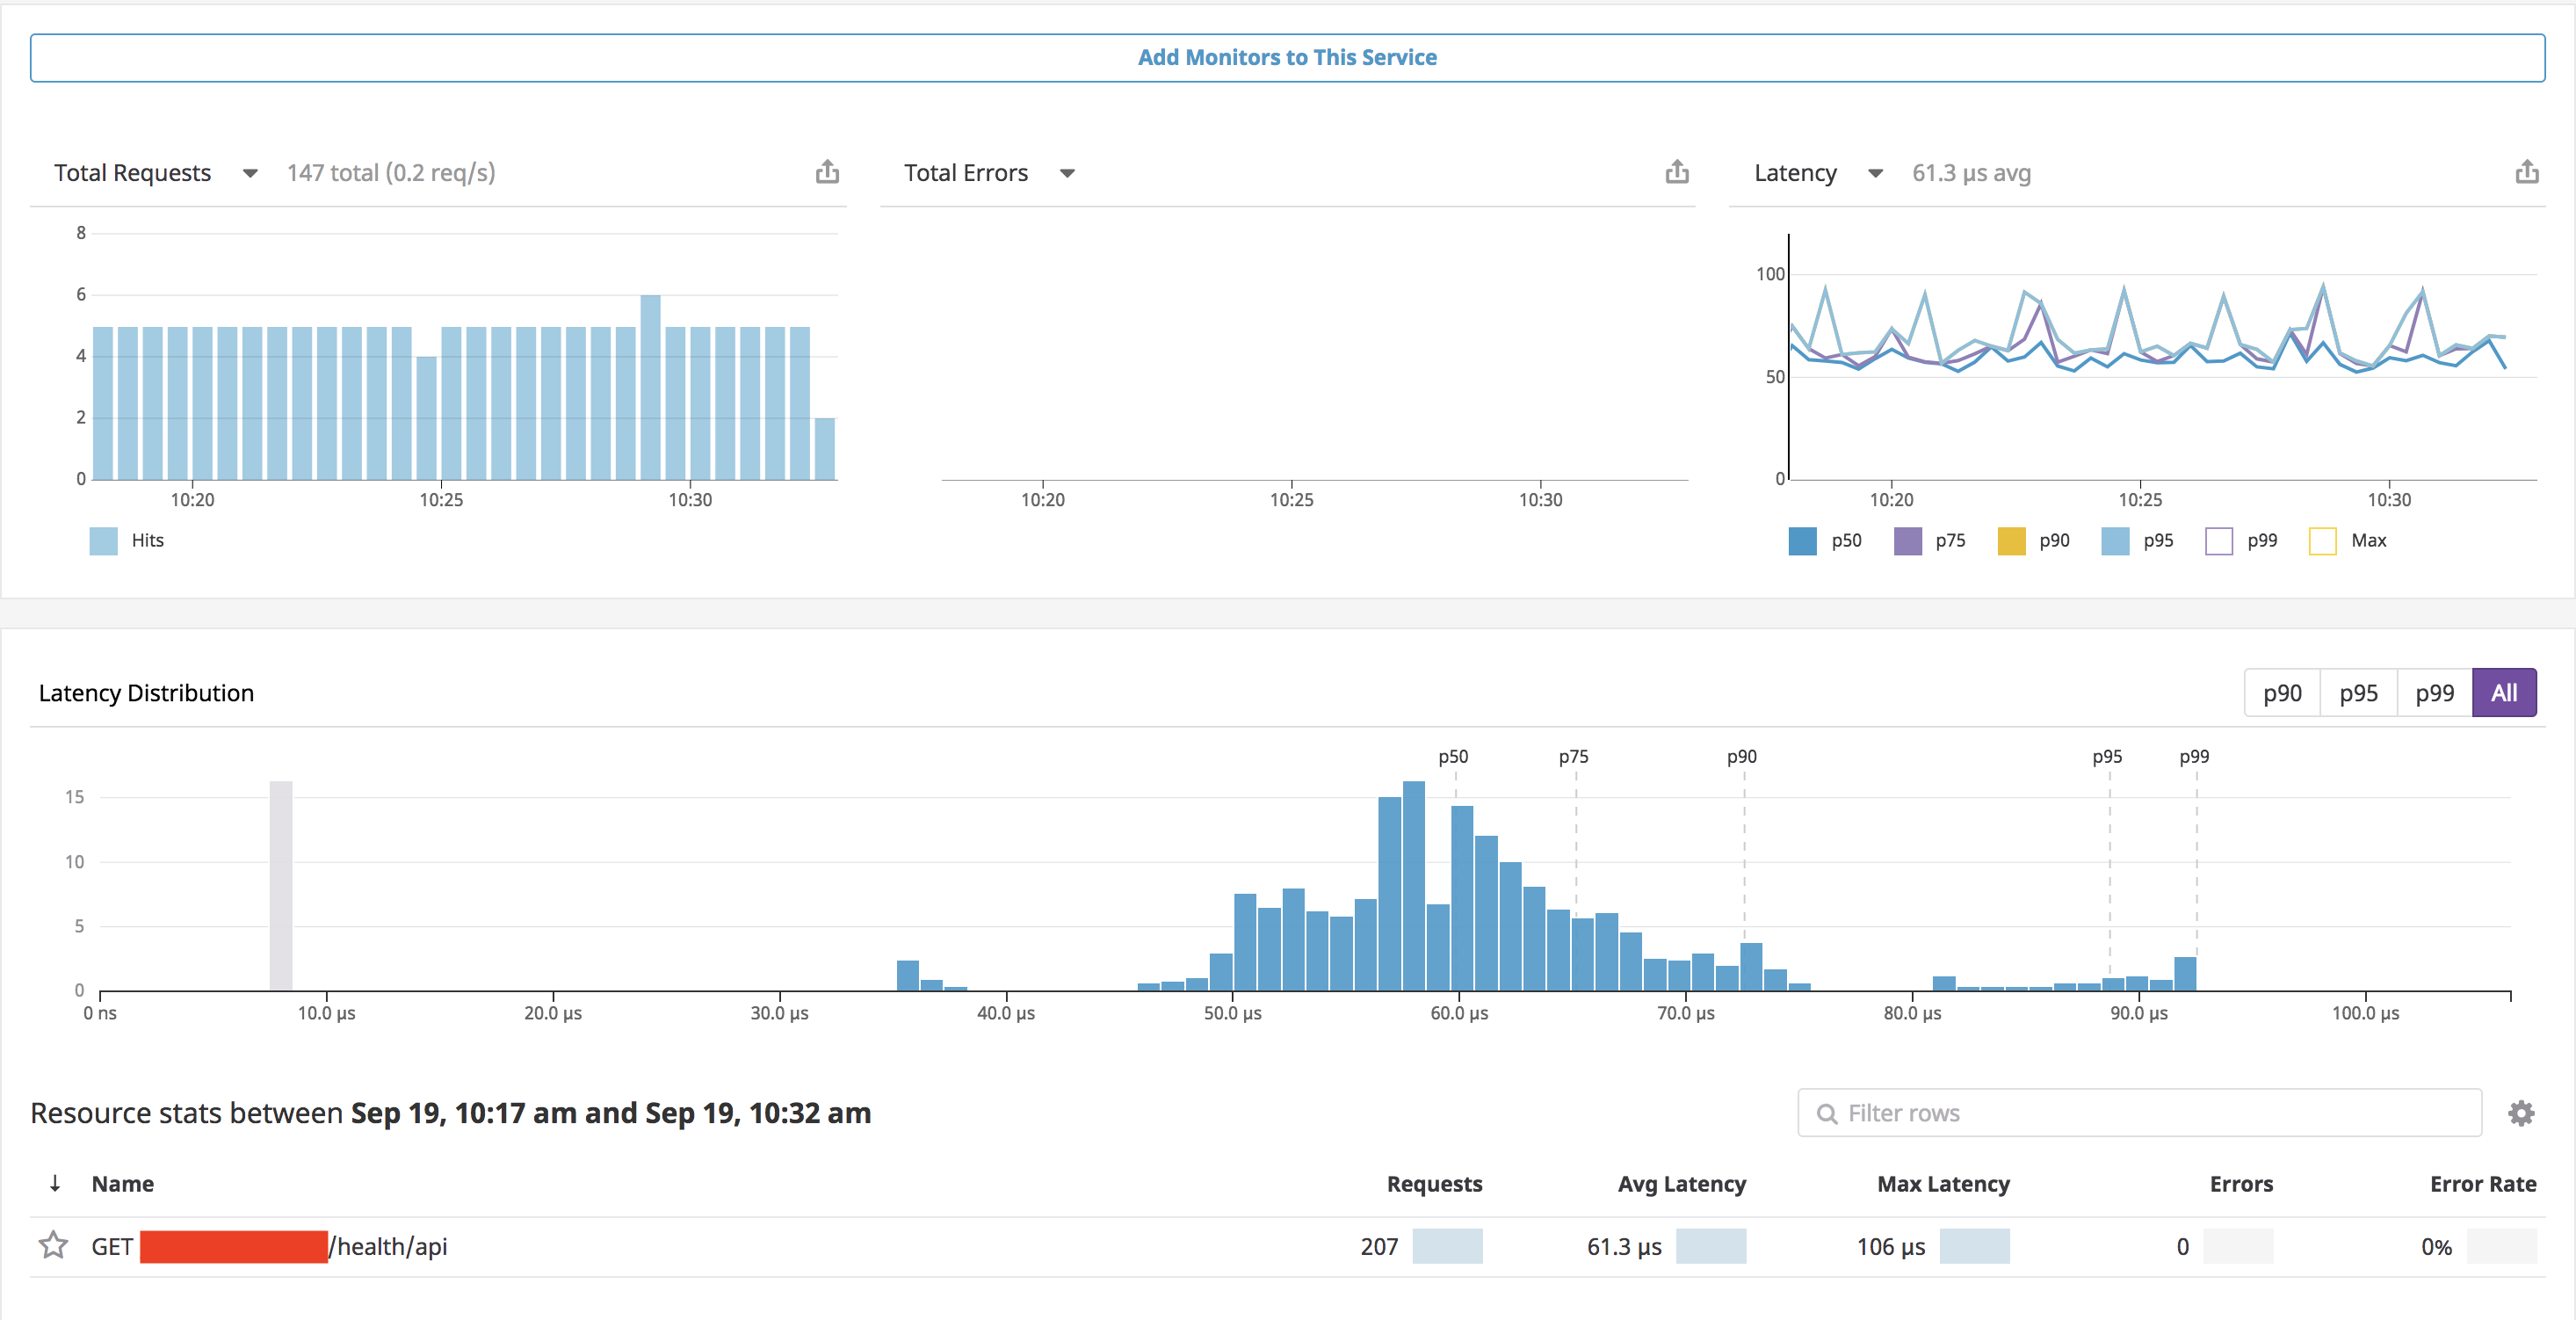 Add Monitors to This Service
Total Requests 147 total (0.2 req/s)
8
6
4
2
0
10:20 10:25 10:30
Hits
Total Errors
10:20 10:25 10:30
Latency 61.3 µs avg
100
50
0
10:20 10:25 10:30
p50 p75 p90 p95 p99 Max
Latency Distribution
p90 p95 p99 All
p50 p75 p90 p95 p99
15
10
5
0
0 ns 10.0 µs 20.0 µs 30.0 µs 40.0 µs 50.0 µs 60.0 µs 70.0 µs 80.0 µs 90.0 µs 100.0 µs
Resource stats between Sep 19, 10:17 am and Sep 19, 10:32 am
Filter rows
↓ Name Requests Avg Latency Max Latency Errors Error Rate
GET /health/api 207 61.3 µs 106 µs 0 0%